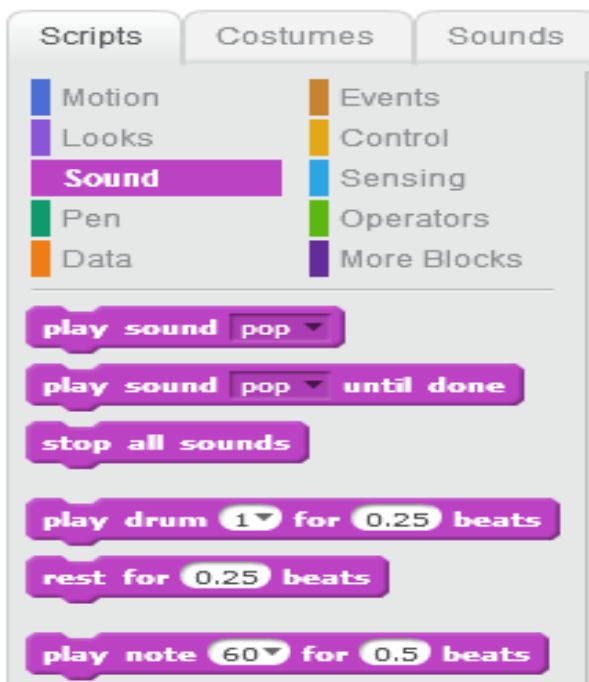 Scripts Costumes Sounds
Motion Events
Looks Control
Sound Sensing
Pen Operators
Data More Blocks
play sound pop
play sound pop until done
stop all sounds
play drum 1 for 0.25 beats
rest for 0.25 beats
play note 60 for 0.5 beats